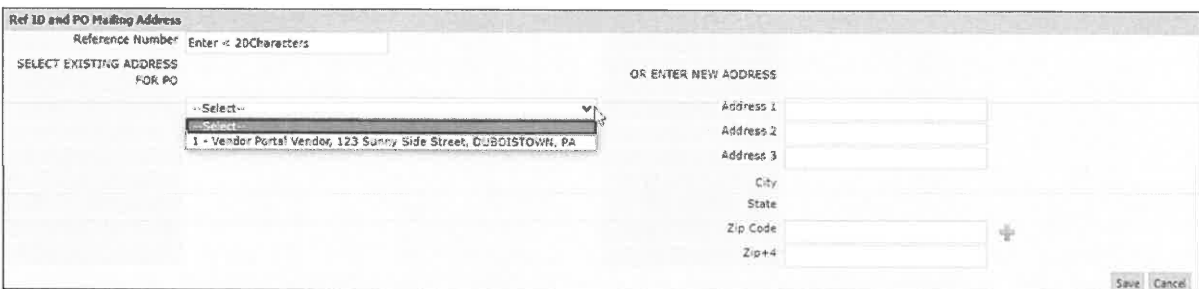 Ref ID and PO Mailing Address
Reference Number Enter < 20Characters
SELECT EXISTING ADDRESS
FOR PO
OR ENTER NEW ADDRESS
--Select--
--Select--
1 - Vendor Portal Vendor, 123 Sunny Side Street, DUBOISTOWN, PA
Address 1
Address 2
Address 3
City
State
Zip Code
Zip+4
Save Cancel